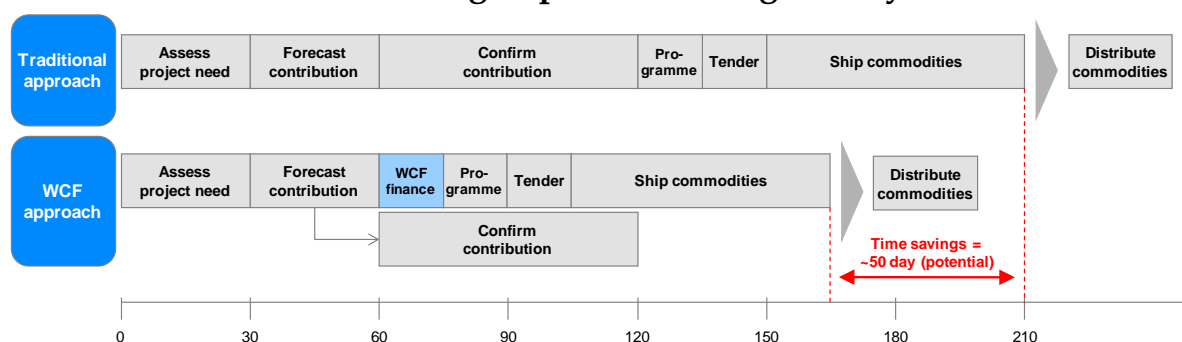 Traditional
approach
Assess
project need
Forecast
contribution
Confirm
contribution
Pro-
gramme
Tender
Ship commodities
Distribute
commodities
WCF
approach
Assess
project need
Forecast
contribution
WCF
finance
Pro-
gramme
Tender
Ship commodities
Distribute
commodities
Confirm
contribution
Time savings =
~50 day (potential)
0 30 60 90 120 150 180 210